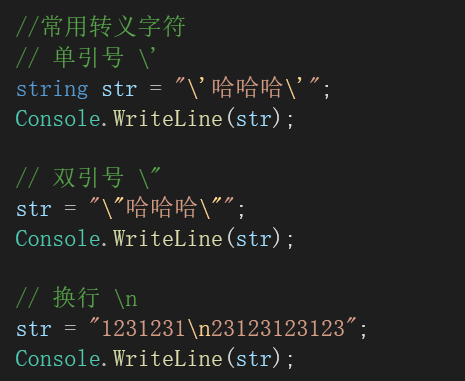 //常用转义字符
// 单引号 \'
string str = "\'哈哈哈\'";
Console.WriteLine(str);
// 双引号 \"
str = "\"哈哈哈\"";
Console.WriteLine(str);
// 换行 \n
str = "1231231\n23123123123";
Console.WriteLine(str);